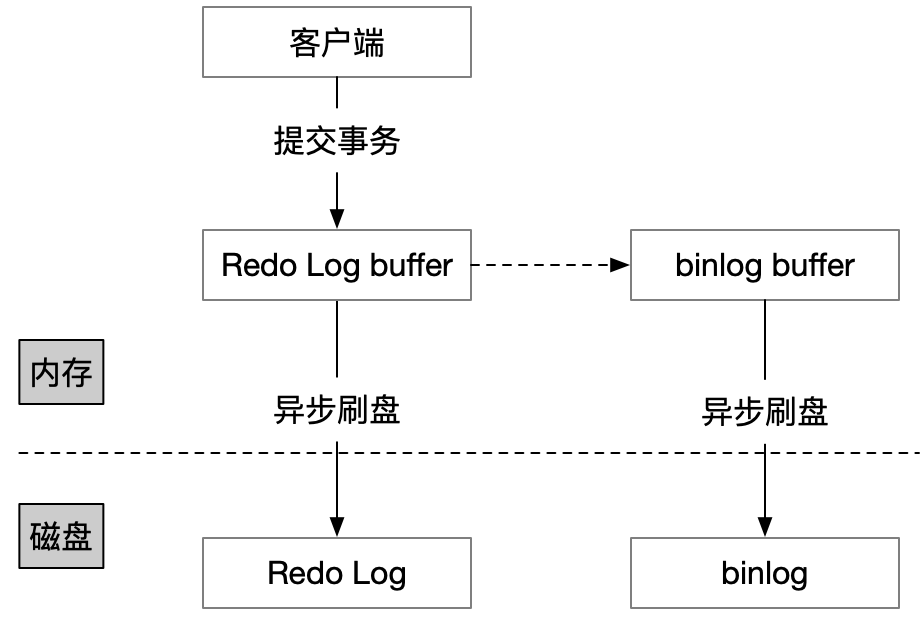 客户端
提交事务
Redo Log buffer
binlog buffer
内存
异步刷盘
异步刷盘
磁盘
Redo Log
binlog